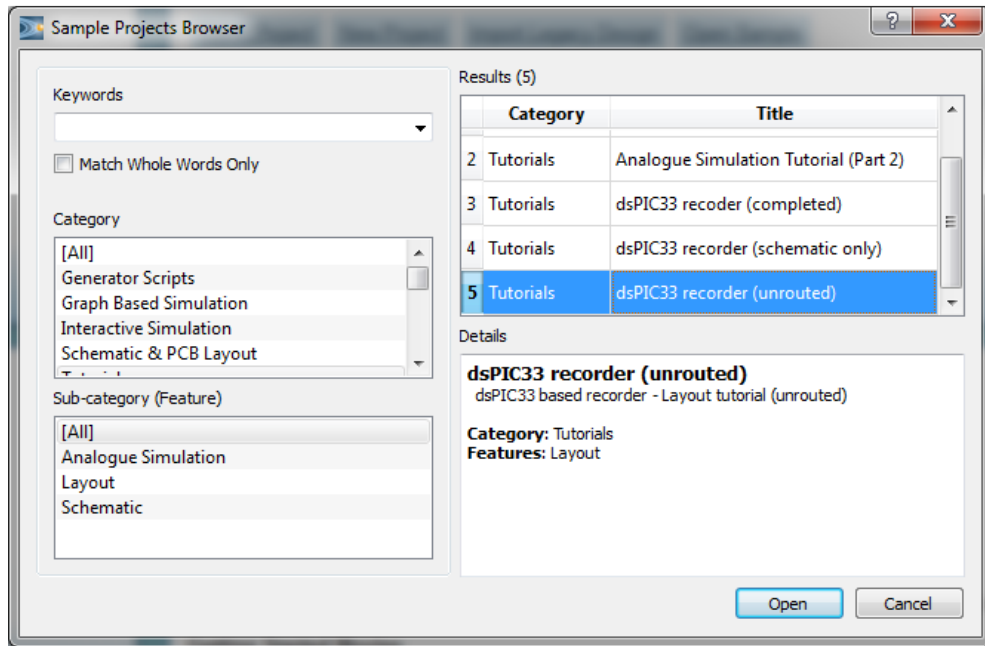 Sample Projects Browser
Keywords
Match Whole Words Only
Category
[All]
Generator Scripts
Graph Based Simulation
Interactive Simulation
Schematic & PCB Layout
Sub-category (Feature)
[All]
Analogue Simulation
Layout
Schematic
Results (5)
Category Title
2 Tutorials Analogue Simulation Tutorial (Part 2)
3 Tutorials dsPIC33 recoder (completed)
4 Tutorials dsPIC33 recorder (schematic only)
5 Tutorials dsPIC33 recorder (unrouted)
Details
dsPIC33 recorder (unrouted)
dsPIC33 based recorder - Layout tutorial (unrouted)
Category: Tutorials
Features: Layout
Open Cancel